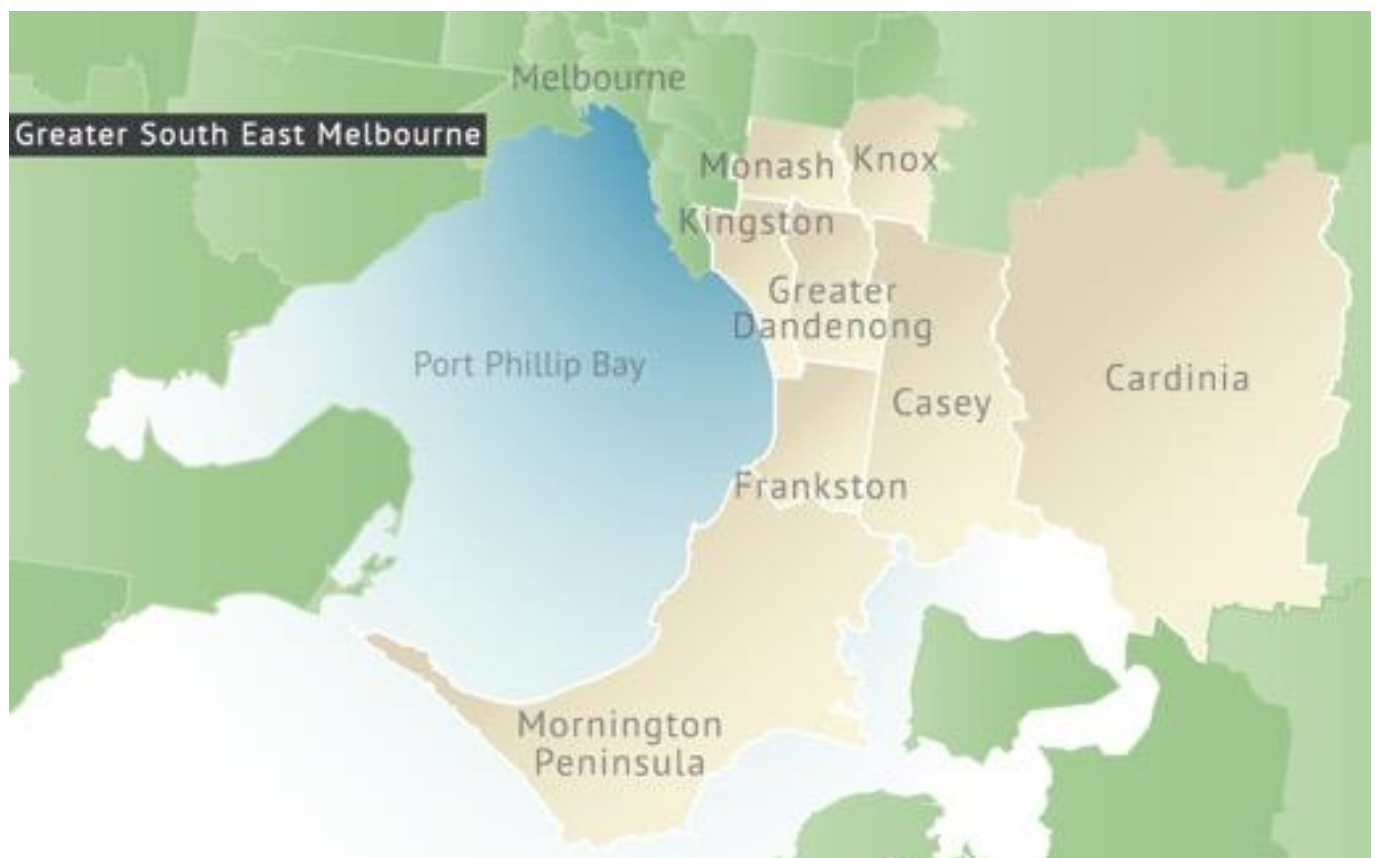 Melbourne
Greater South East Melbourne
Monash
Knox
Kingston
Greater
Dandenong
Port Phillip Bay
Cardinia
Casey
Frankston
Mornington
Peninsula